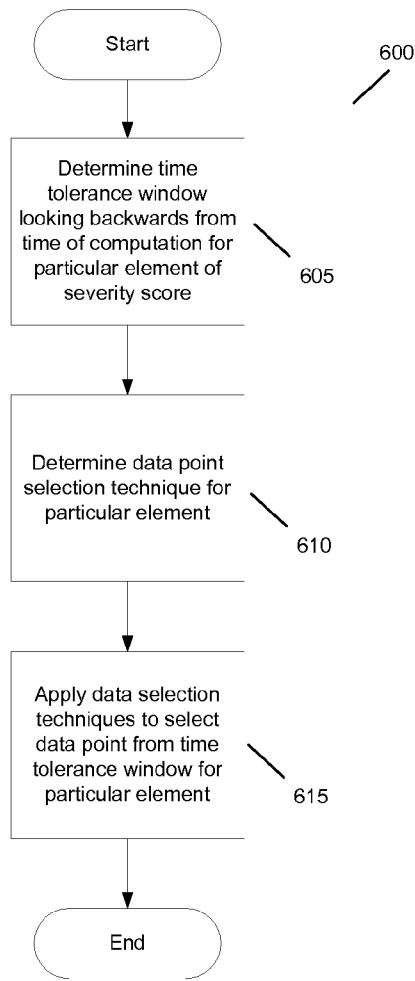 Start
600
Determine time
tolerance window
looking backwards from
time of computation for
particular element of
severity score
605
Determine data point
selection technique for
particular element
610
Apply data selection
techniques to select
data point from time
tolerance window for
particular element
615
End